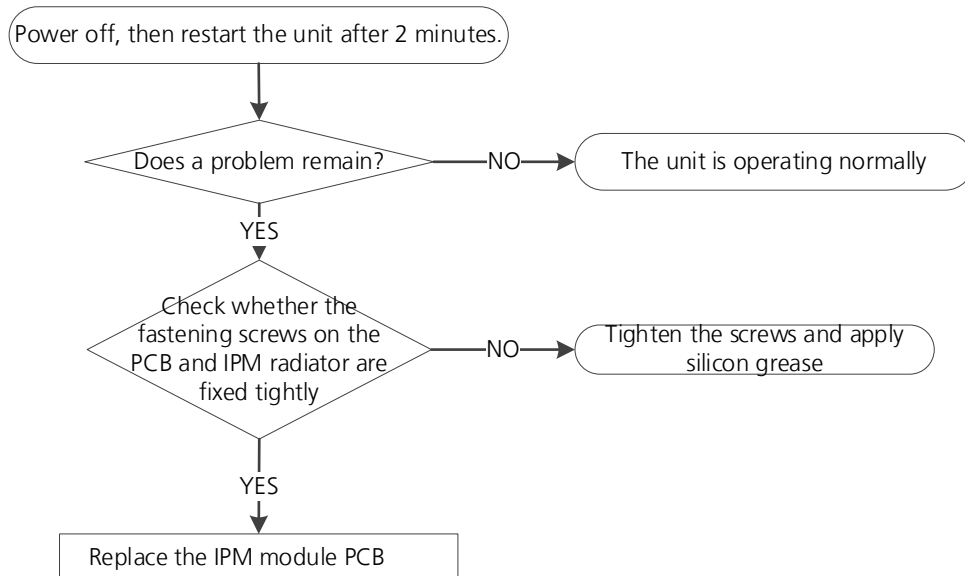 Power off, then restart the unit after 2 minutes.
Does a problem remain?
NO
The unit is operating normally
YES
Check whether the
fastening screws on the
PCB and IPM radiator are
fixed tightly
NO
Tighten the screws and apply
silicon grease
YES
Replace the IPM module PCB